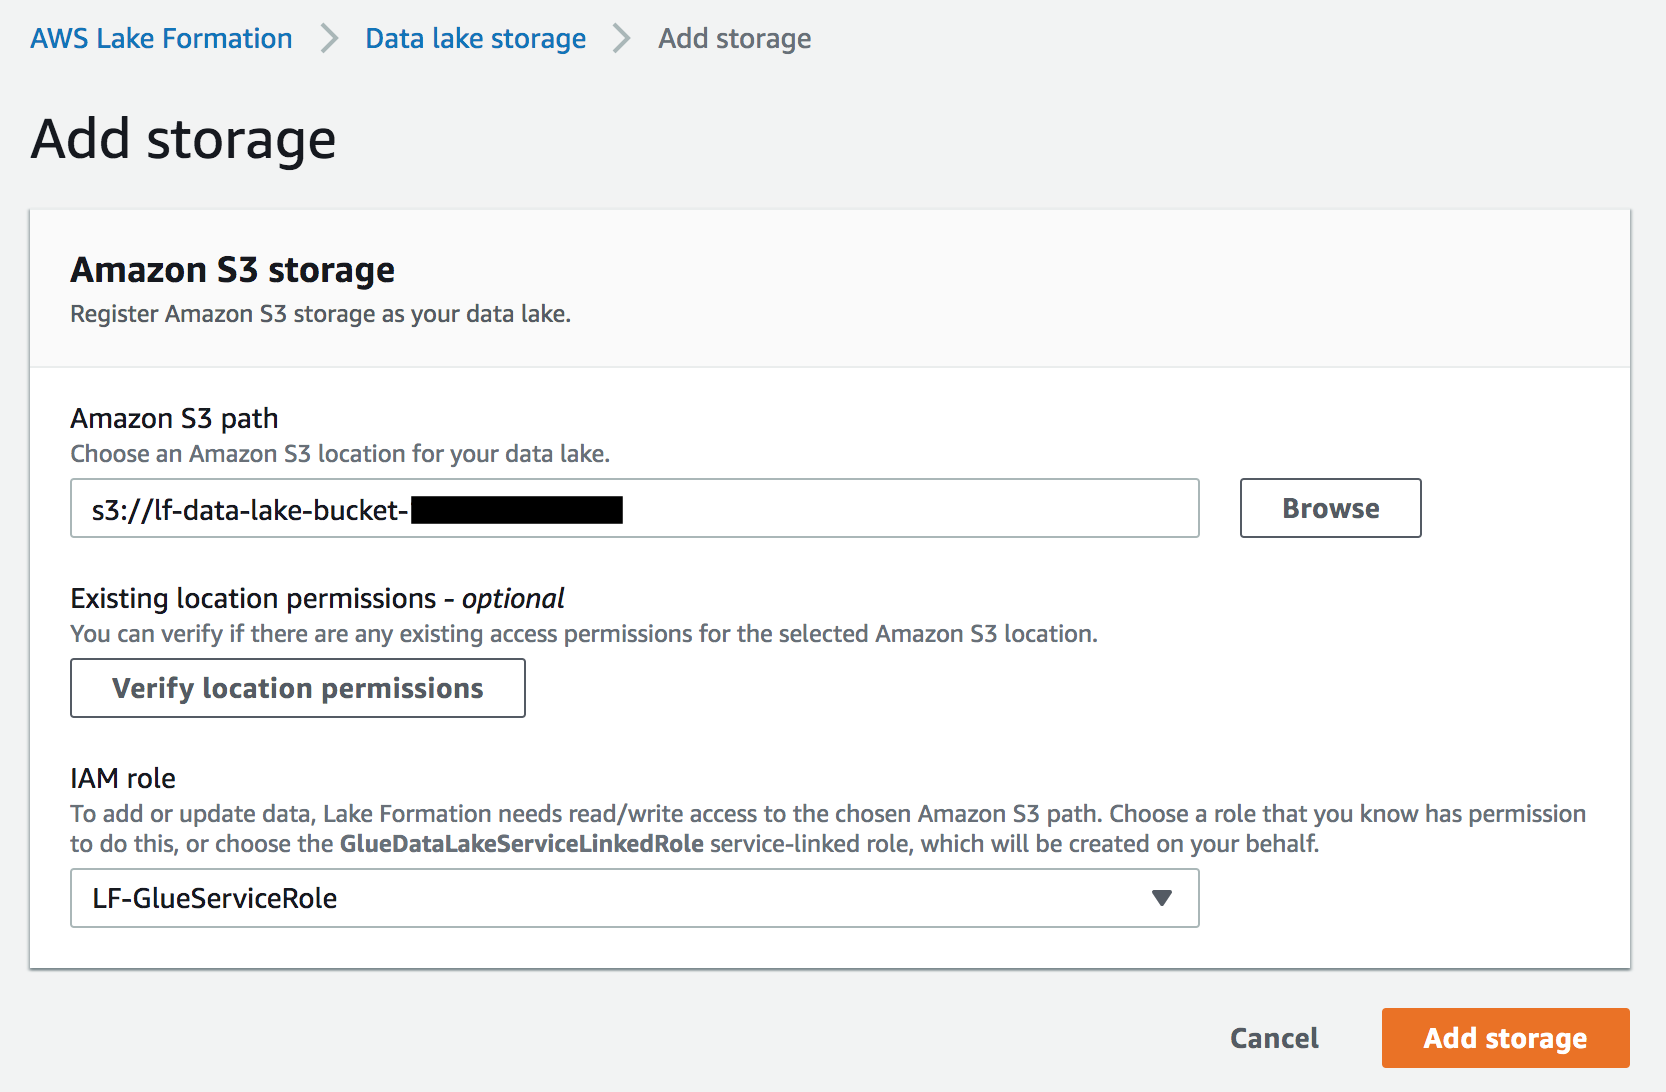 AWS Lake Formation > Data lake storage > Add storage
Add storage
Amazon S3 storage
Register Amazon S3 storage as your data lake.
Amazon S3 path
Choose an Amazon S3 location for your data lake.
s3://lf-data-lake-bucket-
Browse
Existing location permissions - optional
You can verify if there are any existing access permissions for the selected Amazon S3 location.
Verify location permissions
IAM role
To add or update data, Lake Formation needs read/write access to the chosen Amazon S3 path. Choose a role that you know has permission
to do this, or choose the GlueDataLakeServiceLinkedRole service-linked role, which will be created on your behalf.
LF-GlueServiceRole
Cancel
Add storage